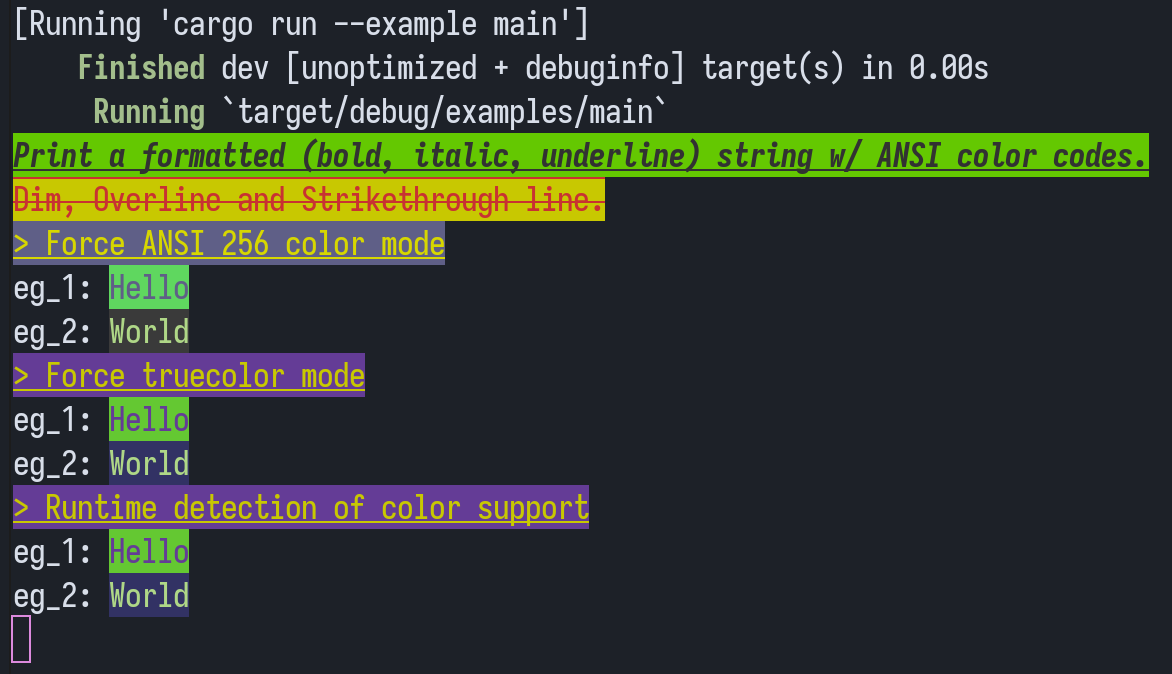 [Running 'cargo run --example main']
Finished dev [unoptimized + debuginfo] target(s) in 0.00s
Running `target/debug/examples/main`
Print a formatted (bold, italic, underline) string w/ ANSI color codes.
Dim, Overline and Strikethrough line.
> Force ANSI 256 color mode
eg_1: Hello
eg_2: World
> Force truecolor mode
eg_1: Hello
eg_2: World
> Runtime detection of color support
eg_1: Hello
eg_2: World